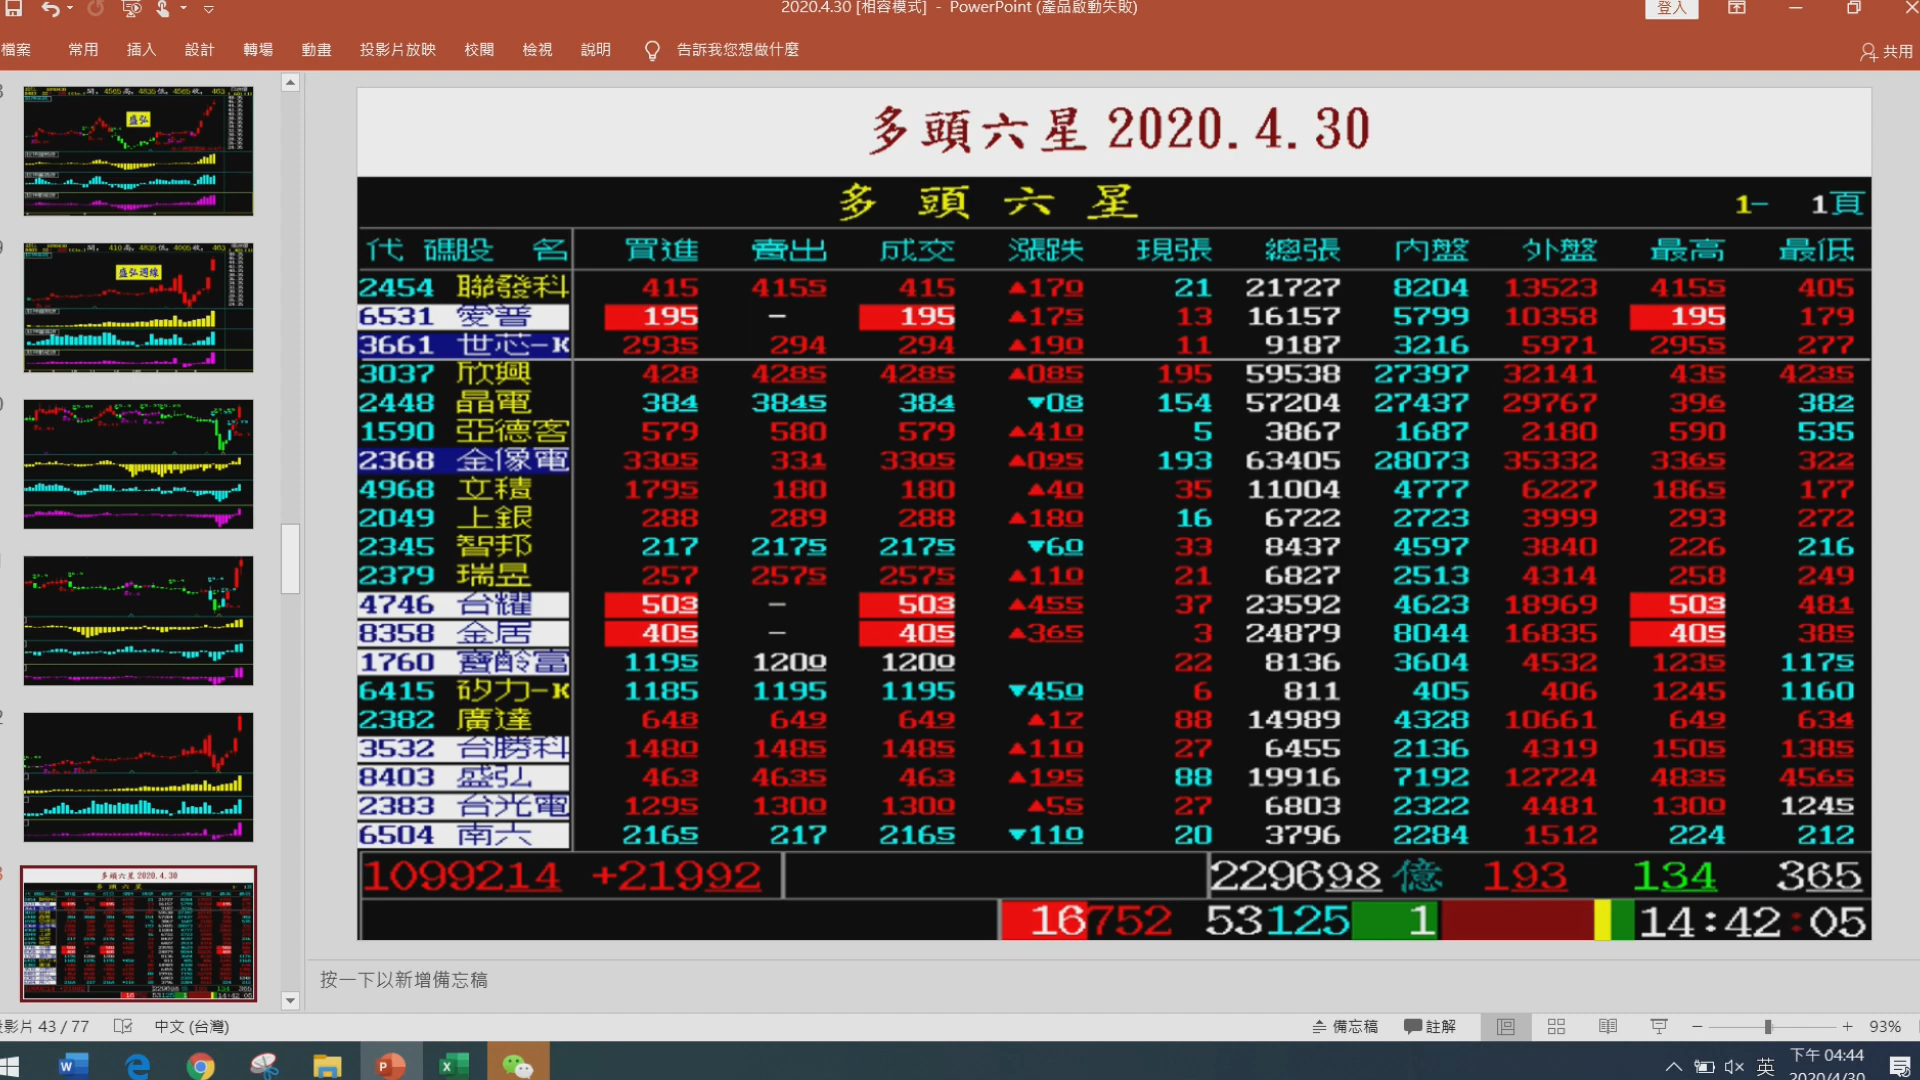 2020.4.30 [相容模式] - PowerPoint (產品啟動失敗)
登入
檔案 常用 插入 設計 轉場 動畫 投影片放映 校閱 檢視 說明 告訴我您想做什麼
共用
盛弘
盛弘週線
多頭六星 2020.4.30
多頭六星 1- 1頁
代碼 股名 買進 賣出 成交 漲跌 現張 總張 內盤 外盤 最高 最低
2454 聯發科 415 4155 415 ▲170 21 21727 8204 13523 4155 405
6531 愛普 195 – 195 ▲175 13 16157 5799 10358 195 179
3661 世芯-K 2935 294 294 ▲190 11 9187 3216 5971 2955 277
3037 欣興 428 4285 4285 ▲085 195 59538 27397 32141 435 4235
2448 晶電 384 3845 384 ▼08 154 57204 27437 29767 396 382
1590 亞德客 579 580 579 ▲410 5 3867 1687 2180 590 535
2368 金像電 3305 331 3305 ▲095 193 63405 28073 35332 3365 322
4968 立積 1795 180 180 ▲40 35 11004 4777 6227 1865 177
2049 上銀 288 289 288 ▲180 16 6722 2723 3999 293 272
2345 智邦 217 2175 2175 ▼60 33 8437 4597 3840 226 216
2379 瑞昱 257 2575 2575 ▲110 21 6827 2513 4314 258 249
4746 台耀 503 – 503 ▲455 37 23592 4623 18969 503 481
8358 金居 405 – 405 ▲365 3 24879 8044 16835 405 385
1760 寶齡富 1195 1200 1200 22 8136 3604 4532 1235 1175
6415 矽力-K 1185 1195 1195 ▼450 6 811 405 406 1245 1160
2382 廣達 648 649 649 ▲17 88 14989 4328 10661 649 634
3532 台勝科 1480 1485 1485 ▲110 27 6455 2136 4319 1505 1385
8403 盛弘 463 4635 463 ▲195 88 19916 7192 12724 4835 4565
2383 台光電 1295 1300 1300 ▲55 27 6803 2322 4481 1300 1245
6504 南六 2165 217 2165 ▼110 20 3796 2284 1512 224 212
1099214 +21992 229698 億 193 134 365
16752 53125 1 14:42:05
按一下以新增備忘稿
影片 43 / 77 中文 (台灣) 備忘稿 註解 93%
英 下午 04:44
2020/4/30